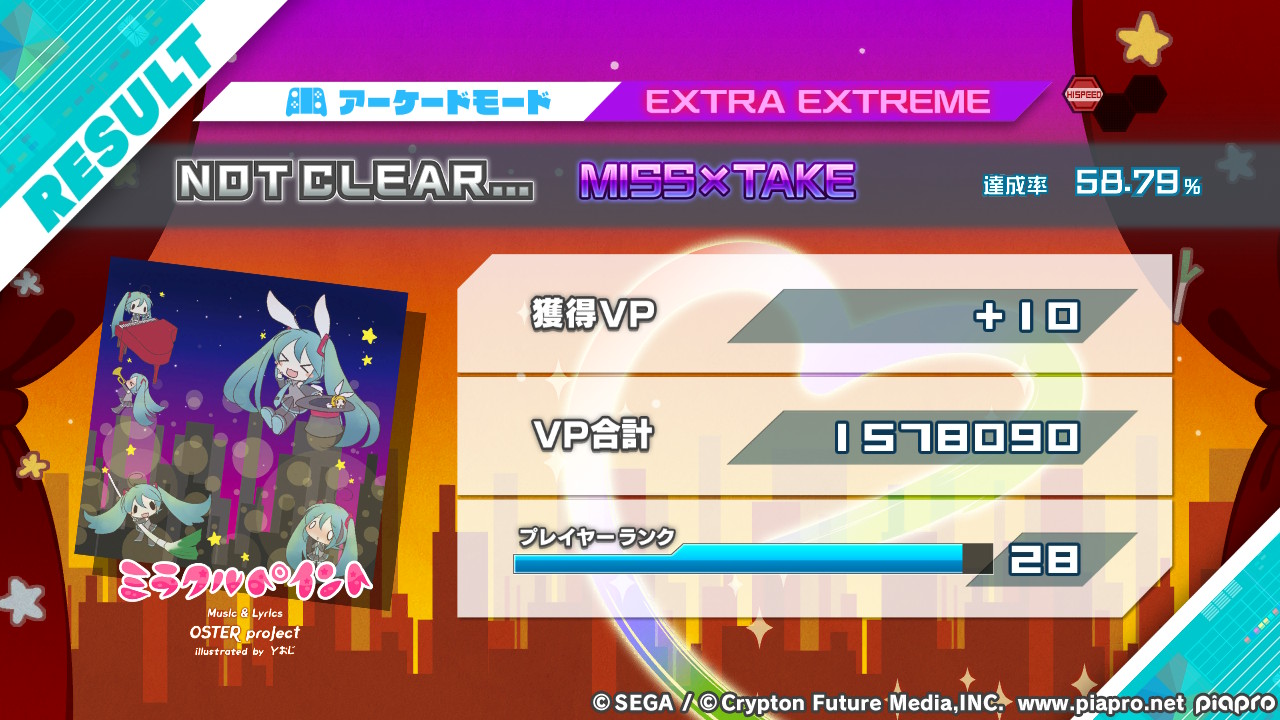 RESULT
アーケードモード EXTRA EXTREME
HISPEED
NOT CLEAR... MISS×TAKE 達成率 58.79%
獲得VP +10
VP合計 1578090
プレイヤーランク 28
ミラクルペイント
Music & Lyrics
OSTER project
illustrated by Yおじ
© SEGA / © Crypton Future Media,INC. www.piapro.net piapro